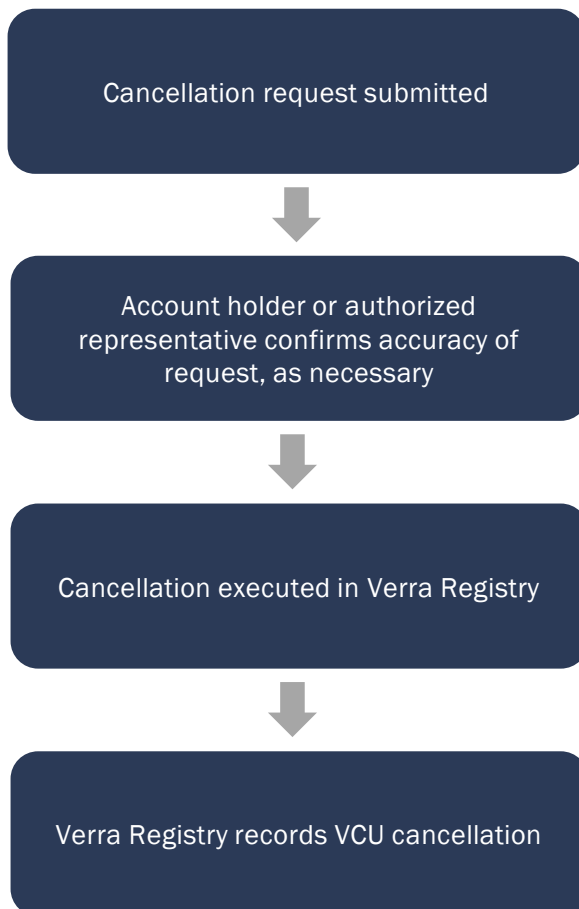 Cancellation request submitted
Account holder or authorized
representative confirms accuracy of
request, as necessary
Cancellation executed in Verra Registry
Verra Registry records VCU cancellation